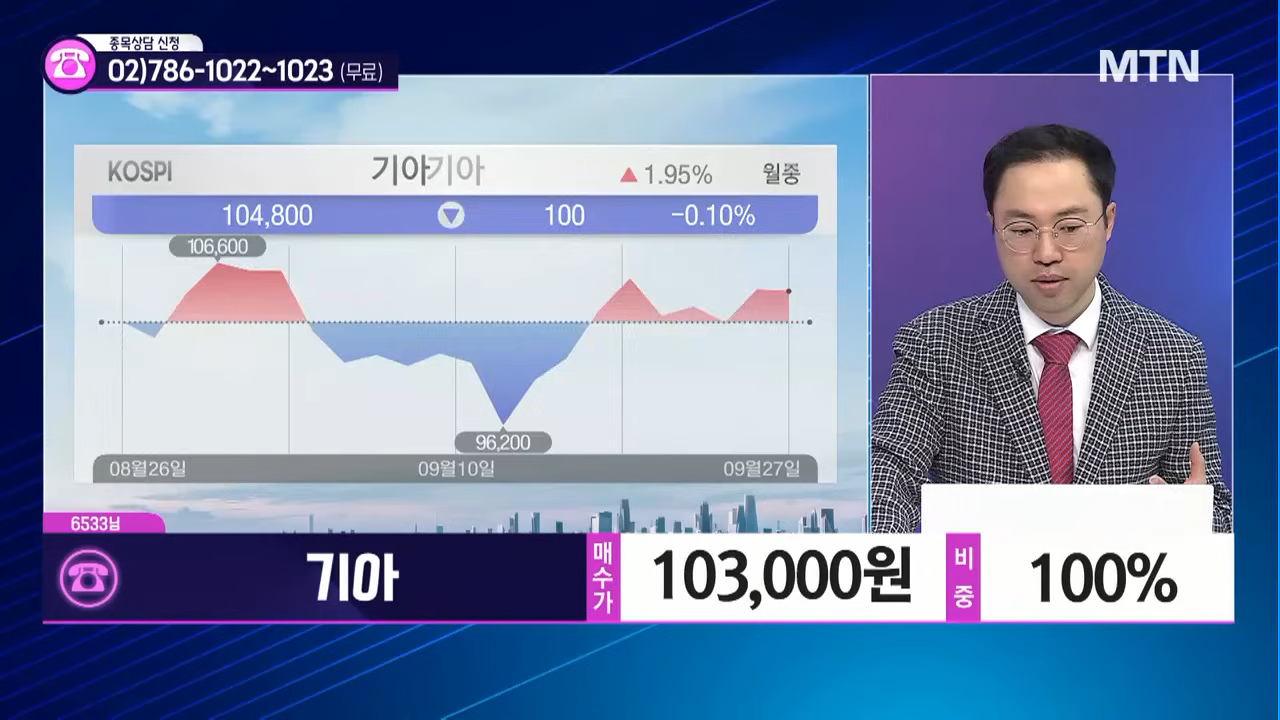 종목상담 신청
02)786-1022~1023 (무료)
MTN
KOSPI 기아기아 ▲1.95% 월중
104,800 ▽ 100 -0.10%
106,600
96,200
08월26일 09월10일 09월27일
6533님
기아 매수가 103,000원 비중 100%